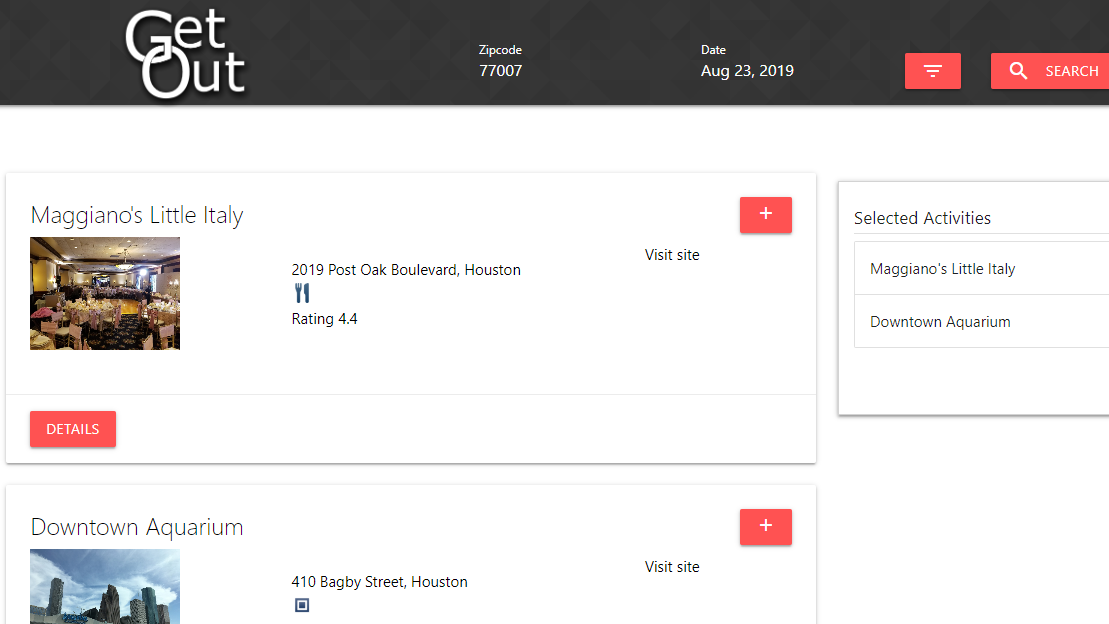 Get
Out
Zipcode
77007
Date
Aug 23, 2019
SEARCH
Maggiano's Little Italy
2019 Post Oak Boulevard, Houston
Rating 4.4
Visit site
DETAILS
Downtown Aquarium
410 Bagby Street, Houston
Visit site
Selected Activities
Maggiano's Little Italy
Downtown Aquarium